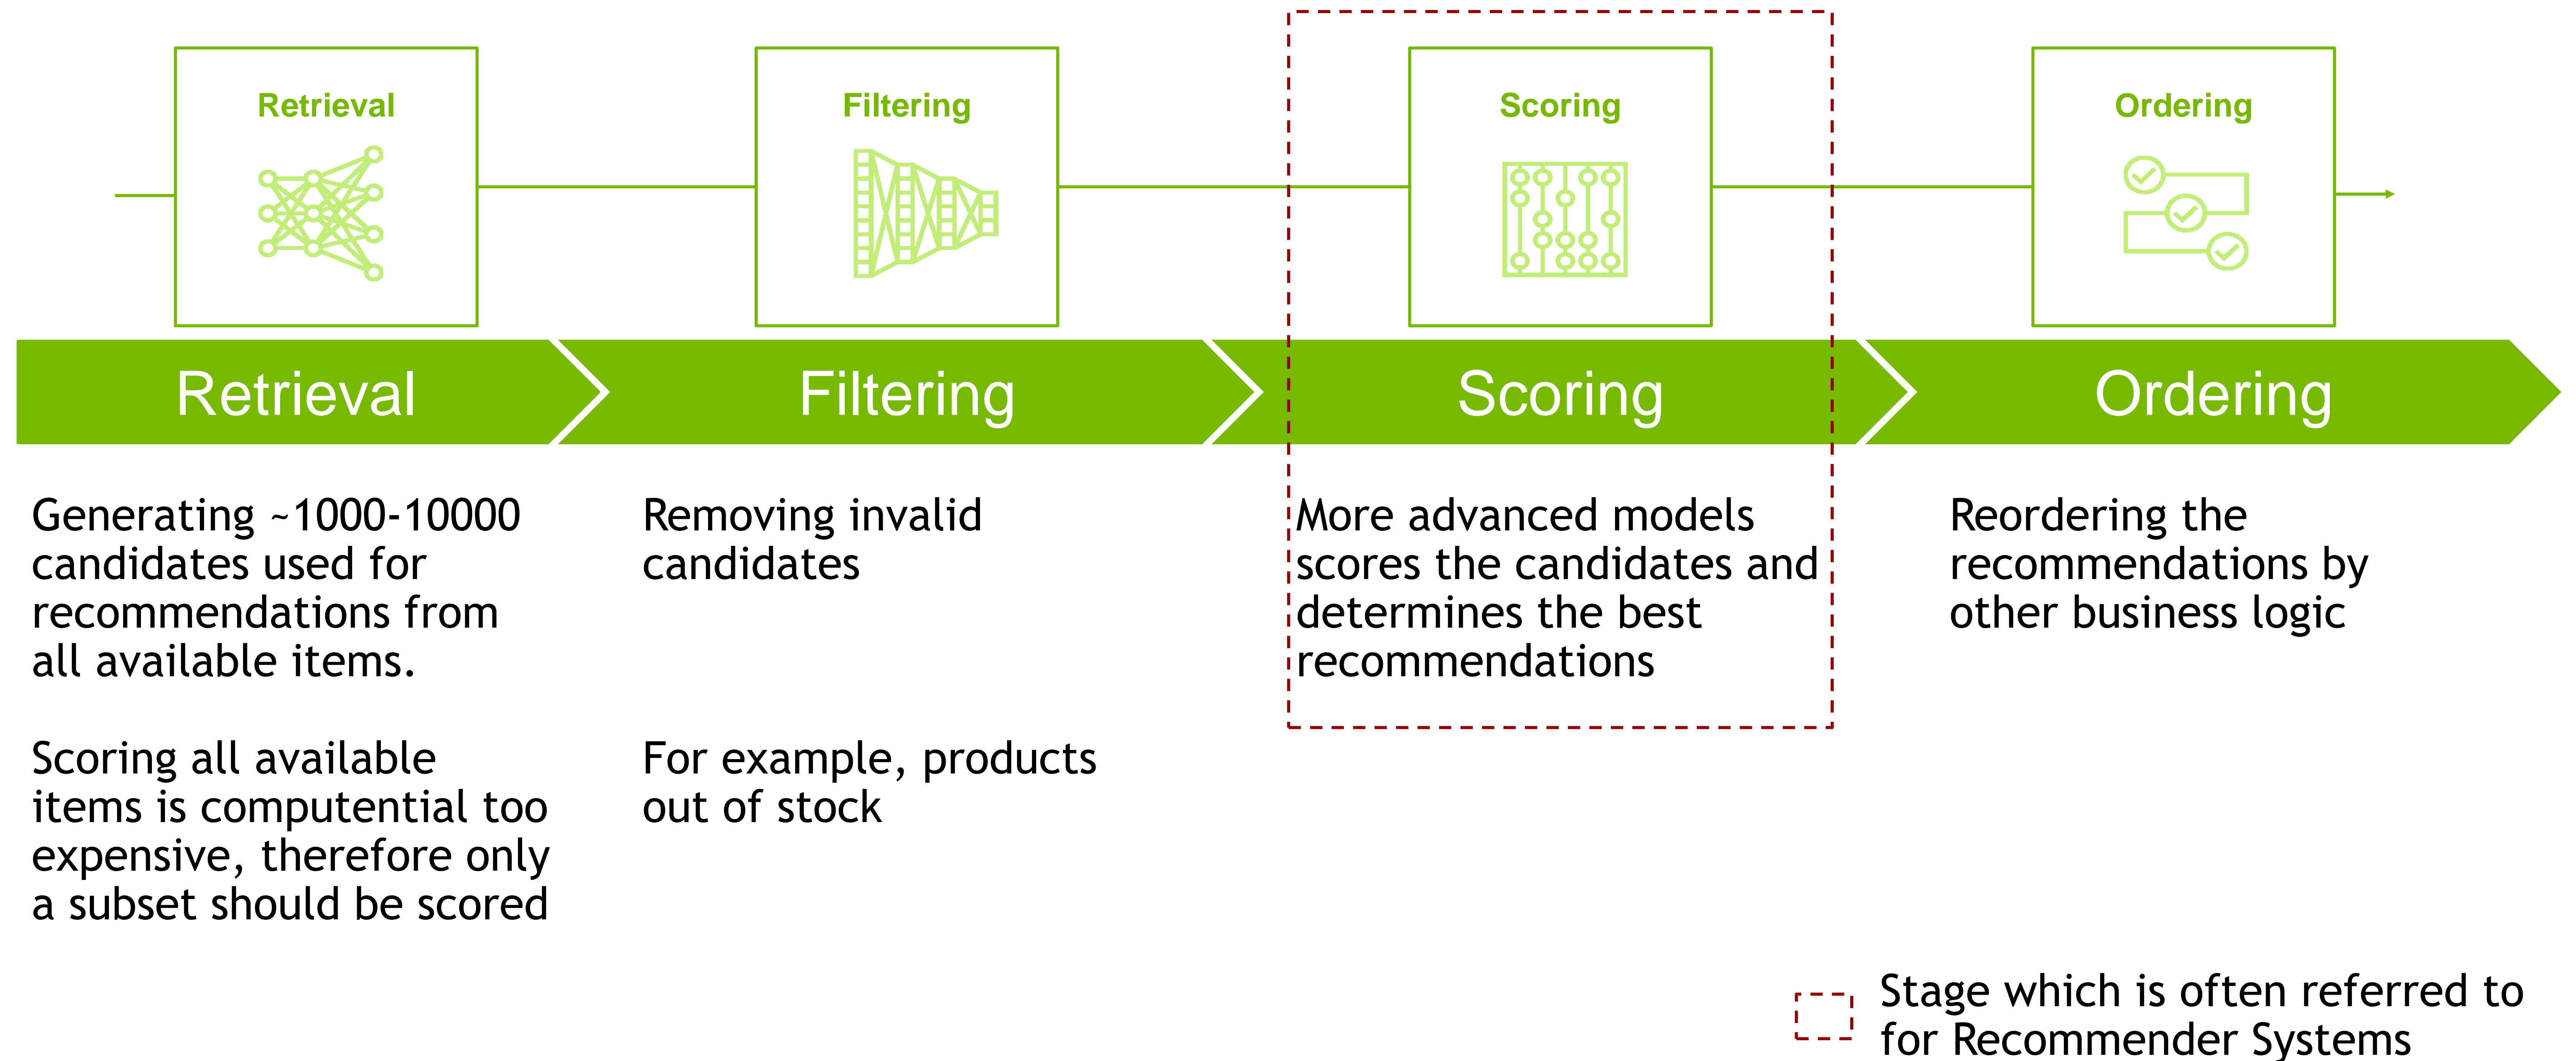 Retrieval
Filtering
Scoring
Ordering
Retrieval
Filtering
Scoring
Ordering
Generating ~1000-10000
candidates used for
recommendations from
all available items.
Scoring all available
items is computential too
expensive, therefore only
a subset should be scored
Removing invalid
candidates
For example, products
out of stock
More advanced models
scores the candidates and
determines the best
recommendations
Reordering the
recommendations by
other business logic
Stage which is often referred to
for Recommender Systems